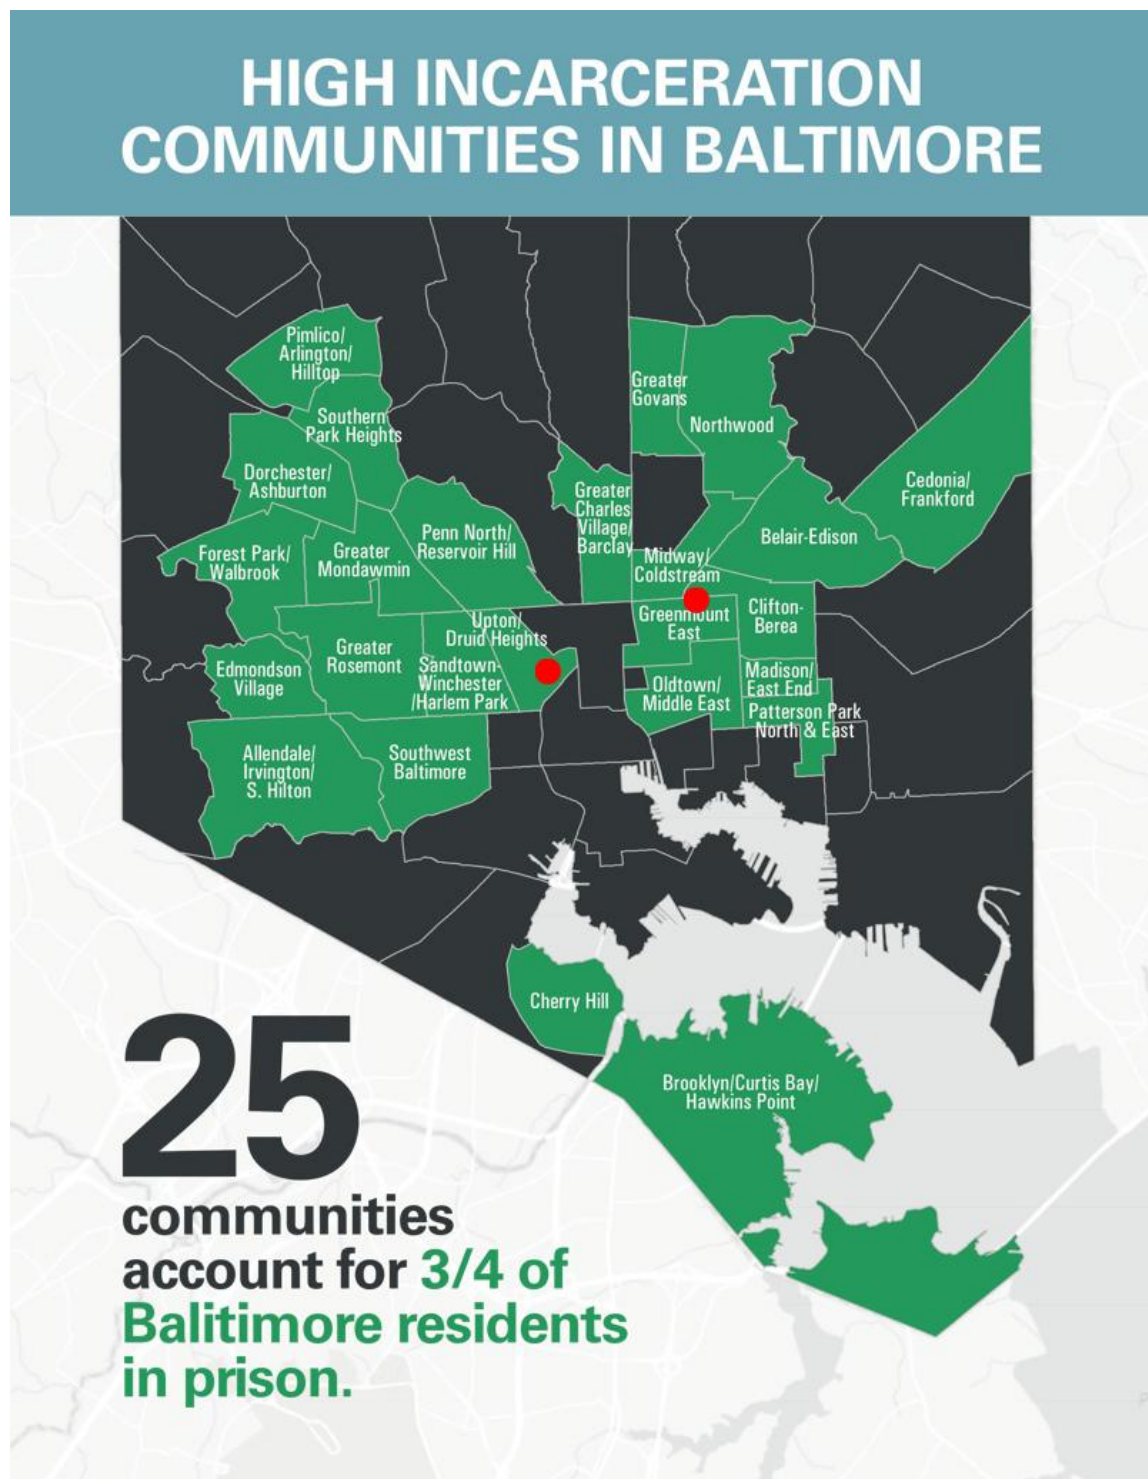 HIGH INCARCERATION
COMMUNITIES IN BALTIMORE
Pimlico/
Arlington/
Hilltop
Southern
Park Heights
Dorchester/
Ashburton
Forest Park/
Walbrook
Greater
Mondawmin
Penn North/
Reservoir Hill
Greater
Charles
Village/
Barclay
Greater
Govans
Northwood
Cedonia/
Frankford
Belair-Edison
Midway/
Coldstream
Greenmount
East
Clifton-
Berea
Upton/
Druid Heights
Greater
Rosemont
Sandtown-
Winchester
/Harlem Park
Edmondson
Village
Oldtown/
Middle East
Madison/
East End
Patterson Park
North & East
Allendale/
Irvington/
S. Hilton
Southwest
Baltimore
Cherry Hill
Brooklyn/Curtis Bay/
Hawkins Point
25
communities
account for 3/4 of
Balitimore residents
in prison.